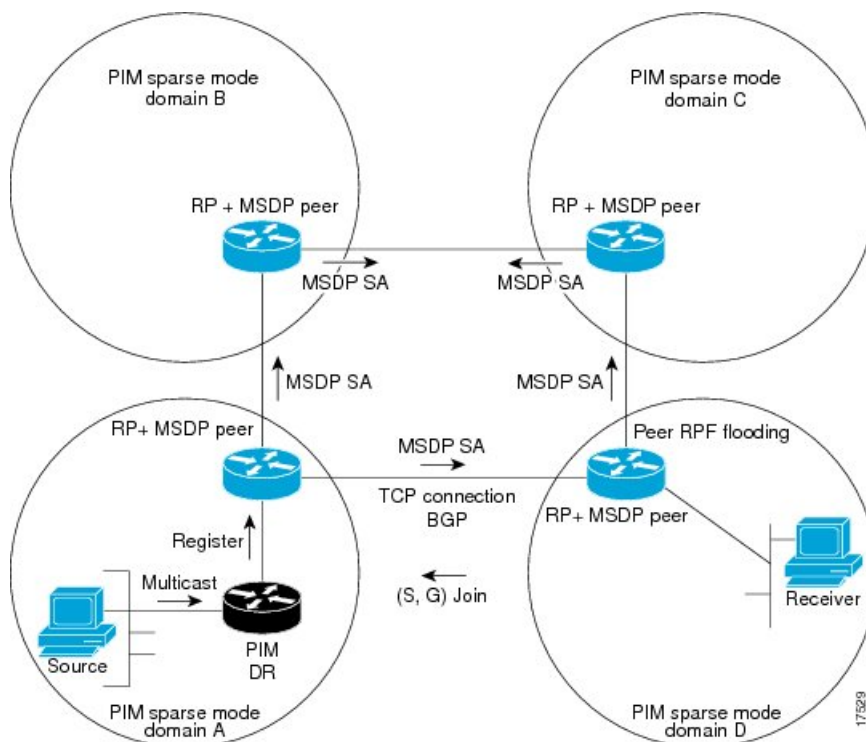 PIM sparse mode
domain B
PIM sparse mode
domain C
RP + MSDP peer
RP + MSDP peer
MSDP SA
MSDP SA
MSDP SA
MSDP SA
RP+ MSDP peer
MSDP SA
Peer RPF flooding
TCP connection
BGP
RP+ MSDP peer
Register
Multicast
(S, G) Join
Receiver
Source
PIM
DR
PIM sparse mode
domain A
PIM sparse mode
domain D
17529